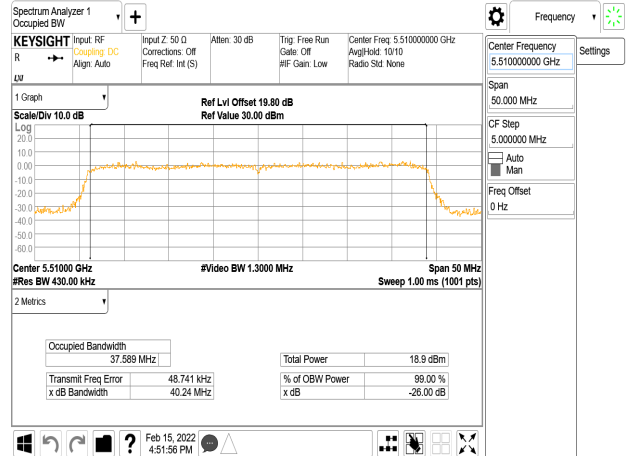 Spectrum Analyzer 1
Occupied BW
Frequency
KEYSIGHT
R
LXI
Input: RF
Coupling: DC
Align: Auto
Input Z: 50 Ω
Corrections: Off
Freq Ref: Int (S)
Atten: 30 dB
Trig: Free Run
Gate: Off
#IF Gain: Low
Center Freq: 5.510000000 GHz
Avg|Hold: 10/10
Radio Std: None
Center Frequency
5.510000000 GHz
Settings
Span
50.000 MHz
CF Step
5.000000 MHz
Auto
Man
Freq Offset
0 Hz
1 Graph
Scale/Div 10.0 dB
Ref Lvl Offset 19.80 dB
Ref Value 30.00 dBm
Log
20.0
10.0
0.00
-10.0
-20.0
-30.0
-40.0
-50.0
-60.0
Center 5.51000 GHz
#Video BW 1.3000 MHz
Span 50 MHz
#Res BW 430.00 kHz
Sweep 1.00 ms (1001 pts)
2 Metrics
Occupied Bandwidth
37.589 MHz
Total Power 18.9 dBm
Transmit Freq Error 48.741 kHz
% of OBW Power 99.00 %
x dB Bandwidth 40.24 MHz
x dB -26.00 dB
?
Feb 15, 2022
4:51:56 PM